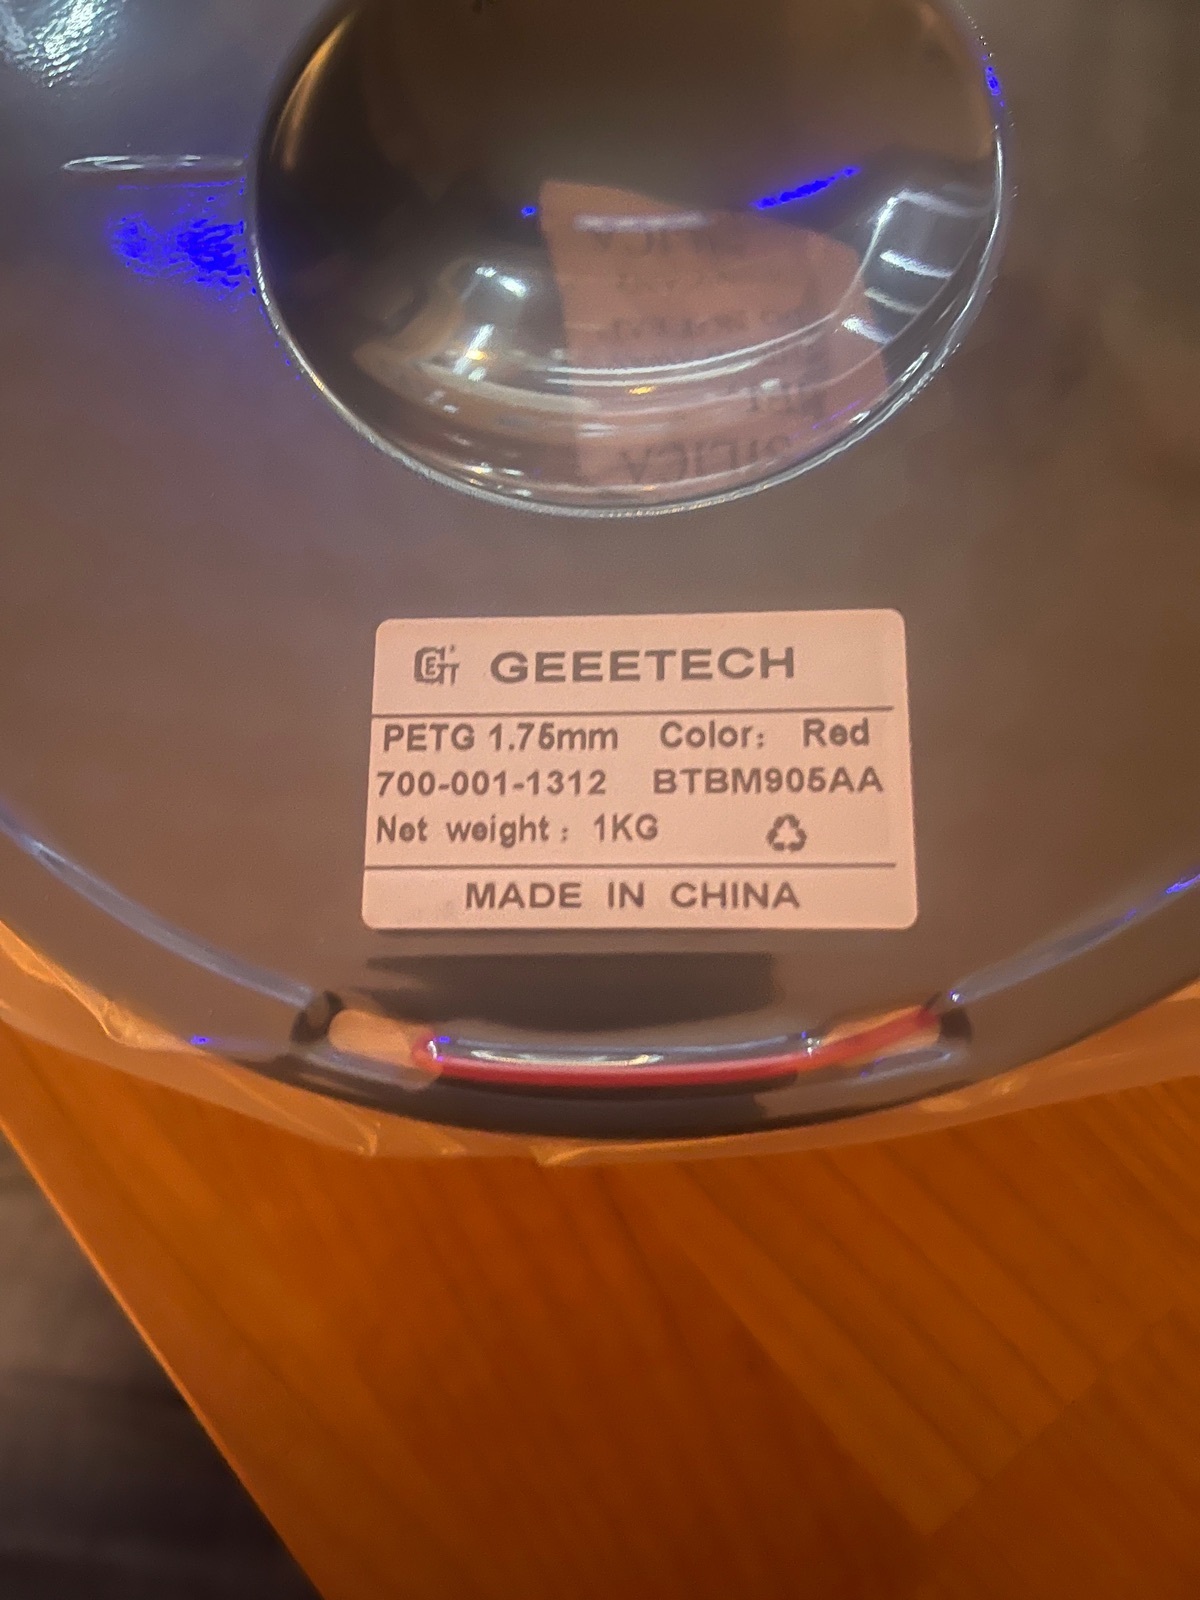 GEEETECH
PETG 1.75mm Color: Red
700-001-1312 BTBM905AA
Net weight: 1KG
MADE IN CHINA